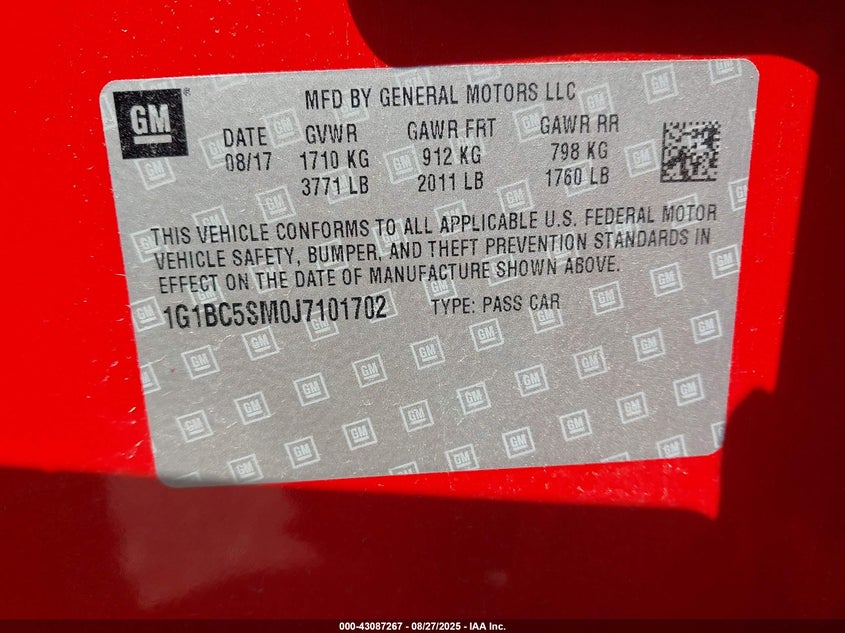 GM
MFD BY GENERAL MOTORS LLC
DATE GVWR GAWR FRT GAWR RR
08/17 1710 KG 912 KG 798 KG
3771 LB 2011 LB 1760 LB
THIS VEHICLE CONFORMS TO ALL APPLICABLE U.S. FEDERAL MOTOR
VEHICLE SAFETY, BUMPER, AND THEFT PREVENTION STANDARDS IN
EFFECT ON THE DATE OF MANUFACTURE SHOWN ABOVE.
1G1BC5SM0J7101702 TYPE: PASS CAR
000-43087267 - 08/27/2025 - IAA Inc.